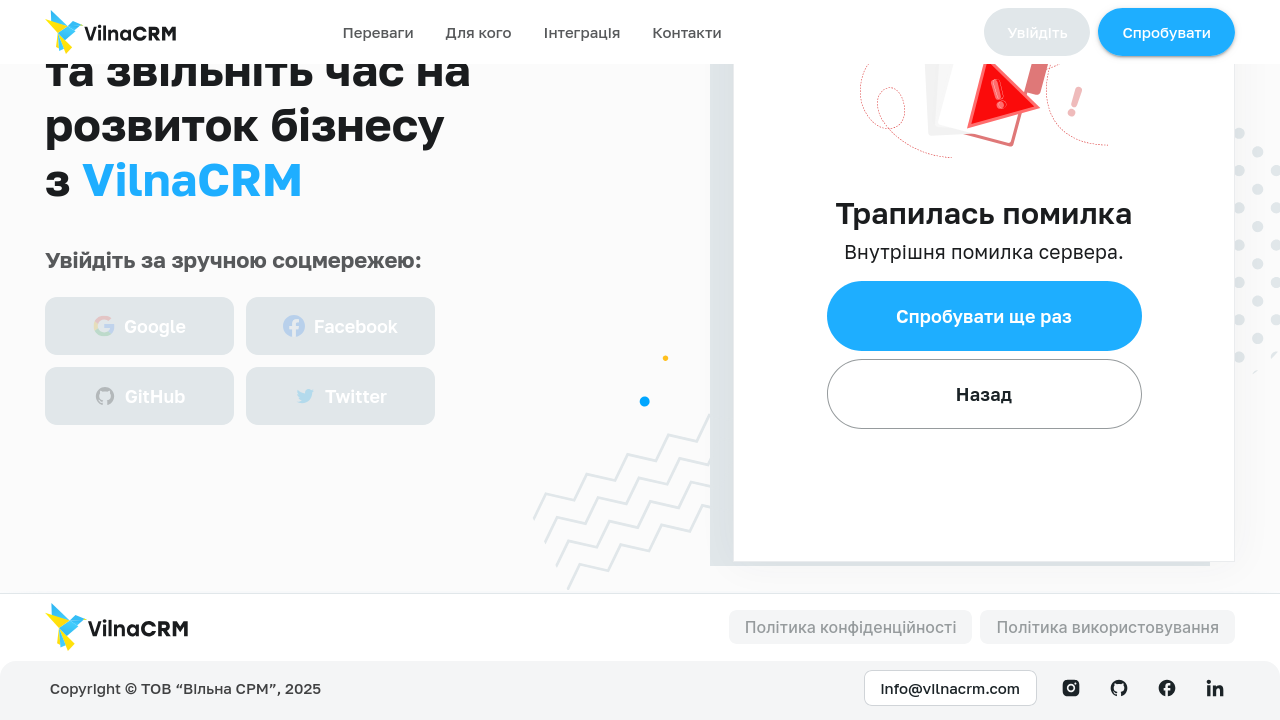 VilnaCRM
Переваги
Для кого
Інтеграція
Контакти
Увійдіть
Спробувати
та звільніть час на
розвиток бізнесу
з VilnaCRM
Увійдіть за зручною соцмережею:
Google
Facebook
GitHub
Twitter
Трапилась помилка
Внутрішня помилка сервера.
Спробувати ще раз
Назад
VilnaCRM
Політика конфіденційності
Політика використовування
Copyright © ТОВ “Вільна СРМ”, 2025
info@vilnacrm.com